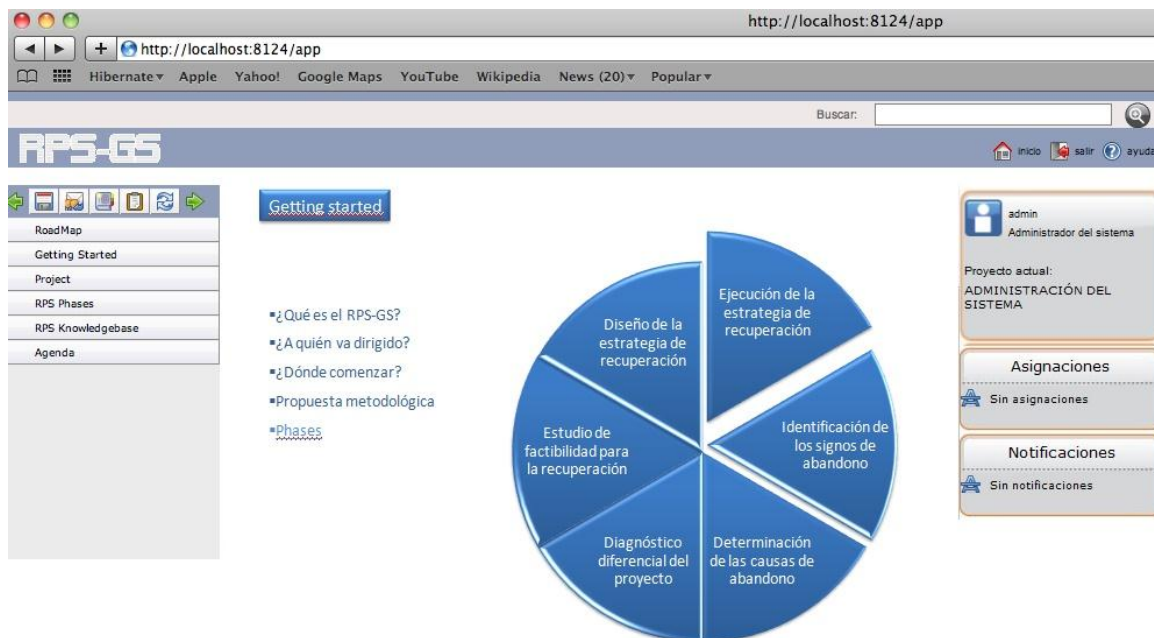 http://localhost:8124/app
http://localhost:8124/app
Hibernate Apple Yahoo! Google Maps YouTube Wikipedia News (20) Popular
Buscar:
RPS-GS
inicio salir ayuda
RoadMap
Getting Started
Project
RPS Phases
RPS Knowledgebase
Agenda
Getting started
¿Qué es el RPS-GS?
¿A quién va dirigido?
¿Dónde comenzar?
Propuesta metodológica
Phases
Ejecución de la
estrategia de
recuperación
Identificación de
los signos de
abandono
Determinación
de las causas de
abandono
Diagnóstico
diferencial del
proyecto
Estudio de
factibilidad para
la recuperación
Diseño de la
estrategia de
recuperación
admin
Administrador del sistema
Proyecto actual:
ADMINISTRACIÓN DEL
SISTEMA
Asignaciones
Sin asignaciones
Notificaciones
Sin notificaciones